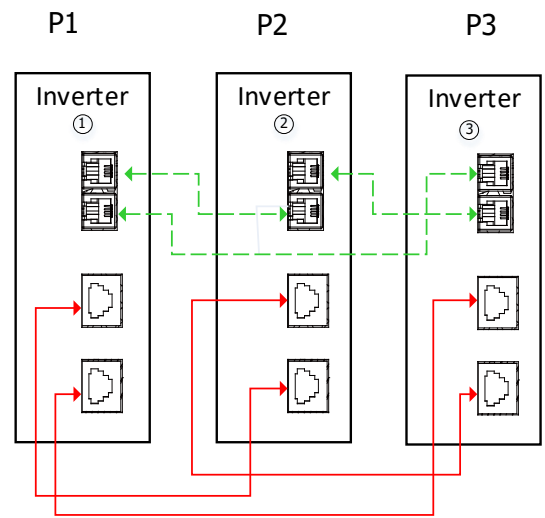 P1 P2 P3
Inverter Inverter Inverter
① ② ③